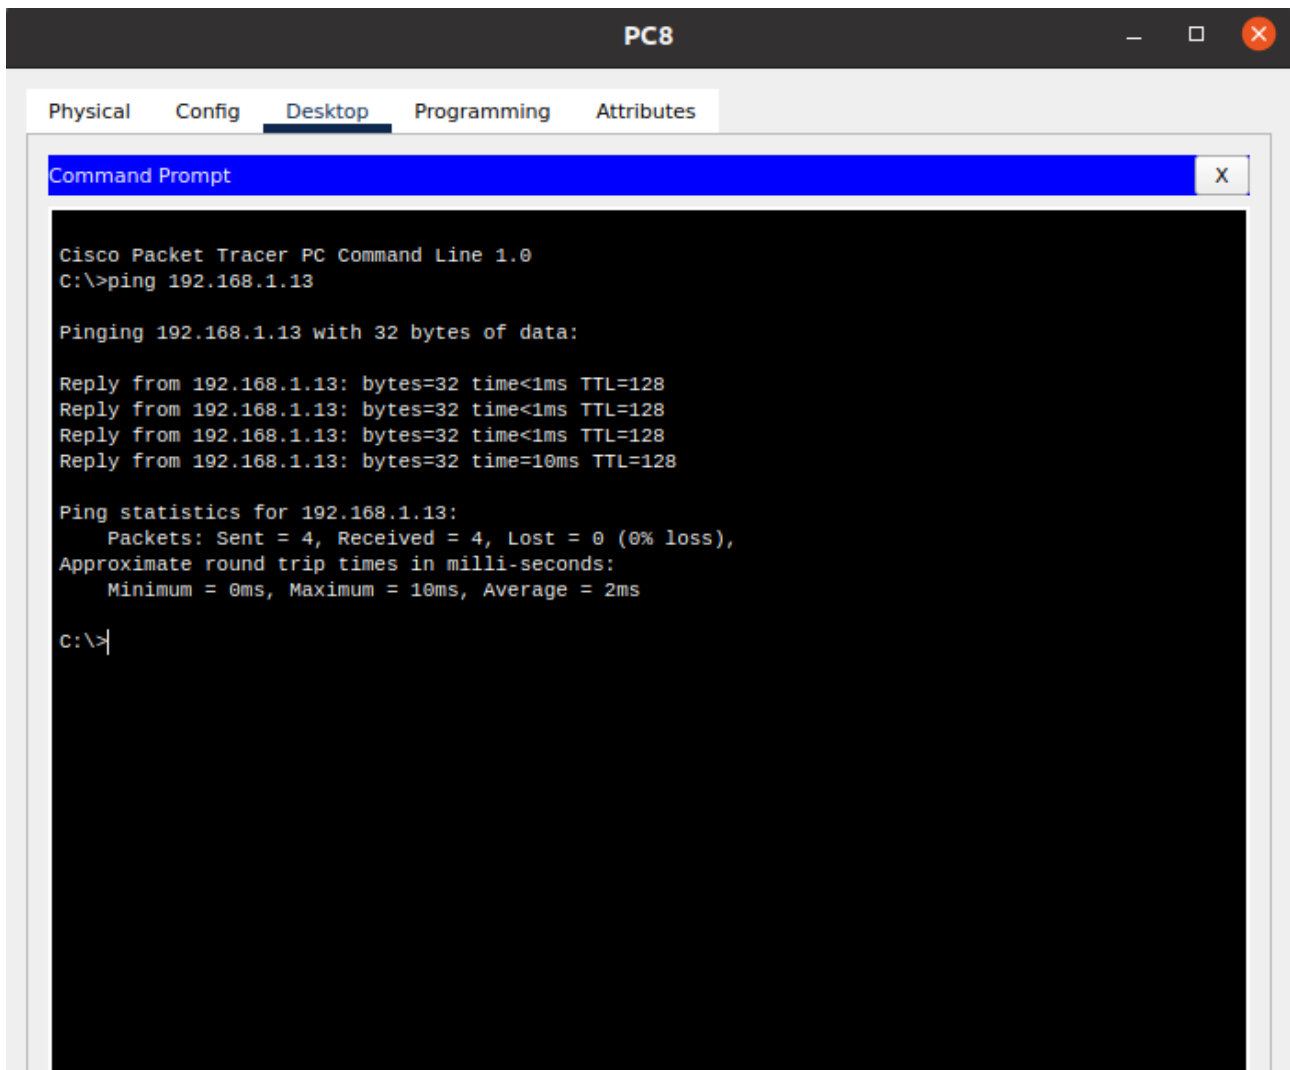 PC8
Physical Config Desktop Programming Attributes
Command Prompt X
Cisco Packet Tracer PC Command Line 1.0
C:\>ping 192.168.1.13
Pinging 192.168.1.13 with 32 bytes of data:
Reply from 192.168.1.13: bytes=32 time<1ms TTL=128
Reply from 192.168.1.13: bytes=32 time<1ms TTL=128
Reply from 192.168.1.13: bytes=32 time<1ms TTL=128
Reply from 192.168.1.13: bytes=32 time=10ms TTL=128
Ping statistics for 192.168.1.13:
Packets: Sent = 4, Received = 4, Lost = 0 (0% loss),
Approximate round trip times in milli-seconds:
Minimum = 0ms, Maximum = 10ms, Average = 2ms
C:\>